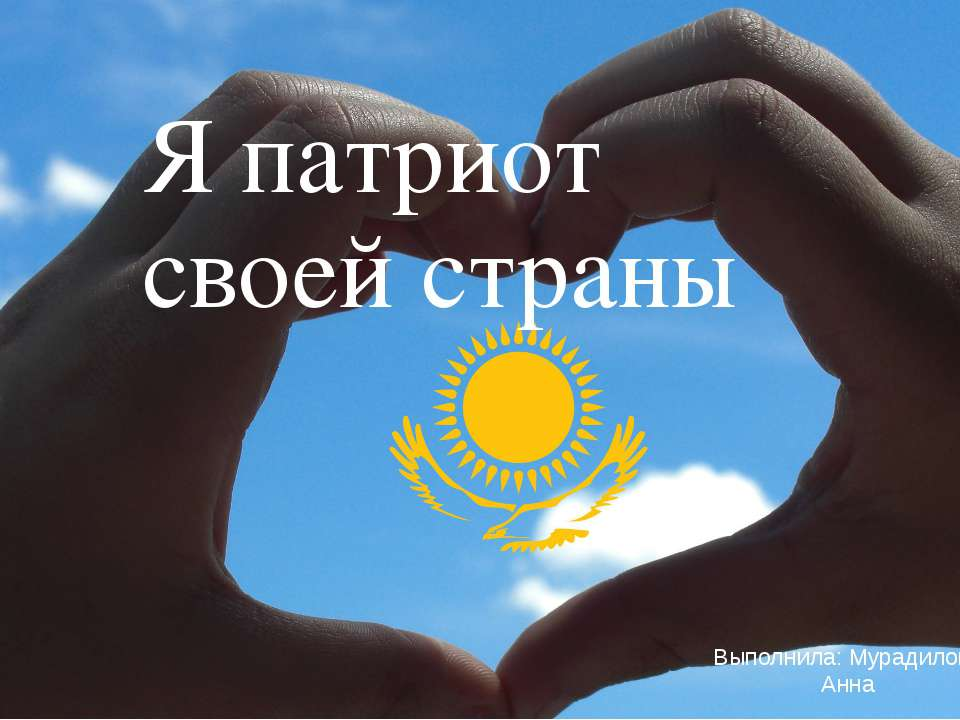 Я патриот
своей страны
Выполнила:
Анна